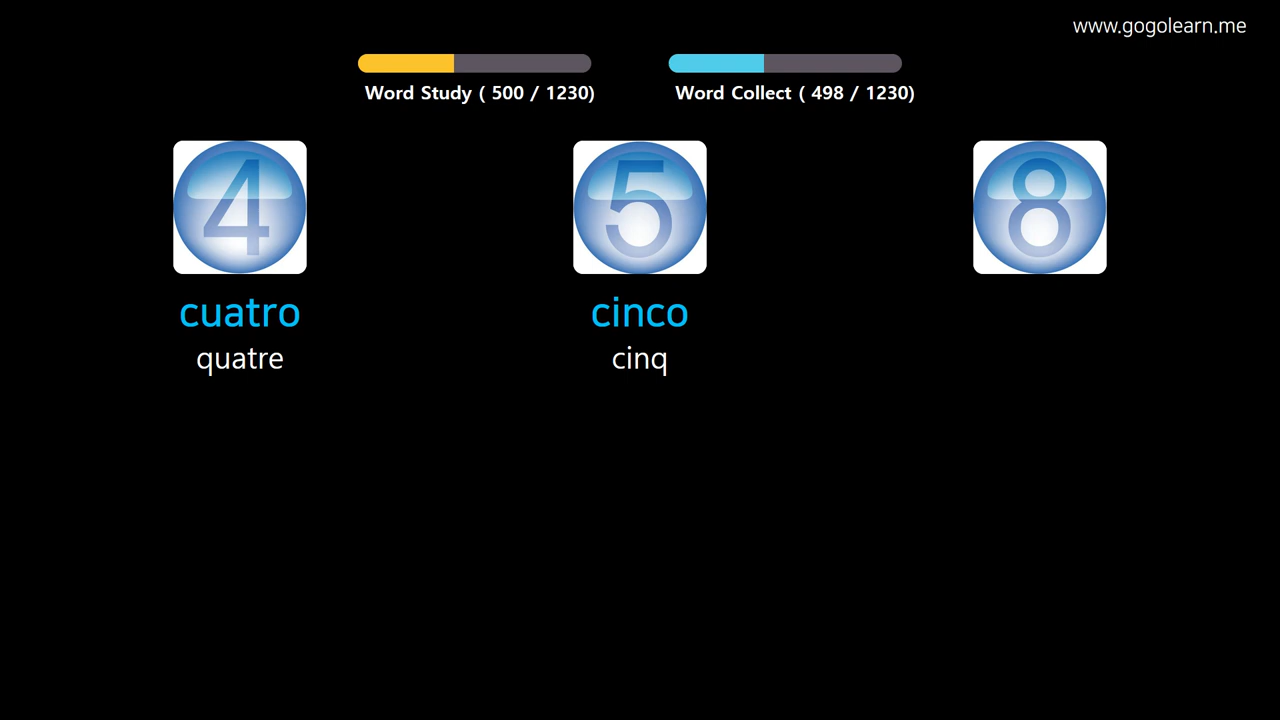 www.gogolearn.me
Word Study ( 500 / 1230)
Word Collect ( 498 / 1230)
4
5
8
cuatro
cinco
quatre
cinq